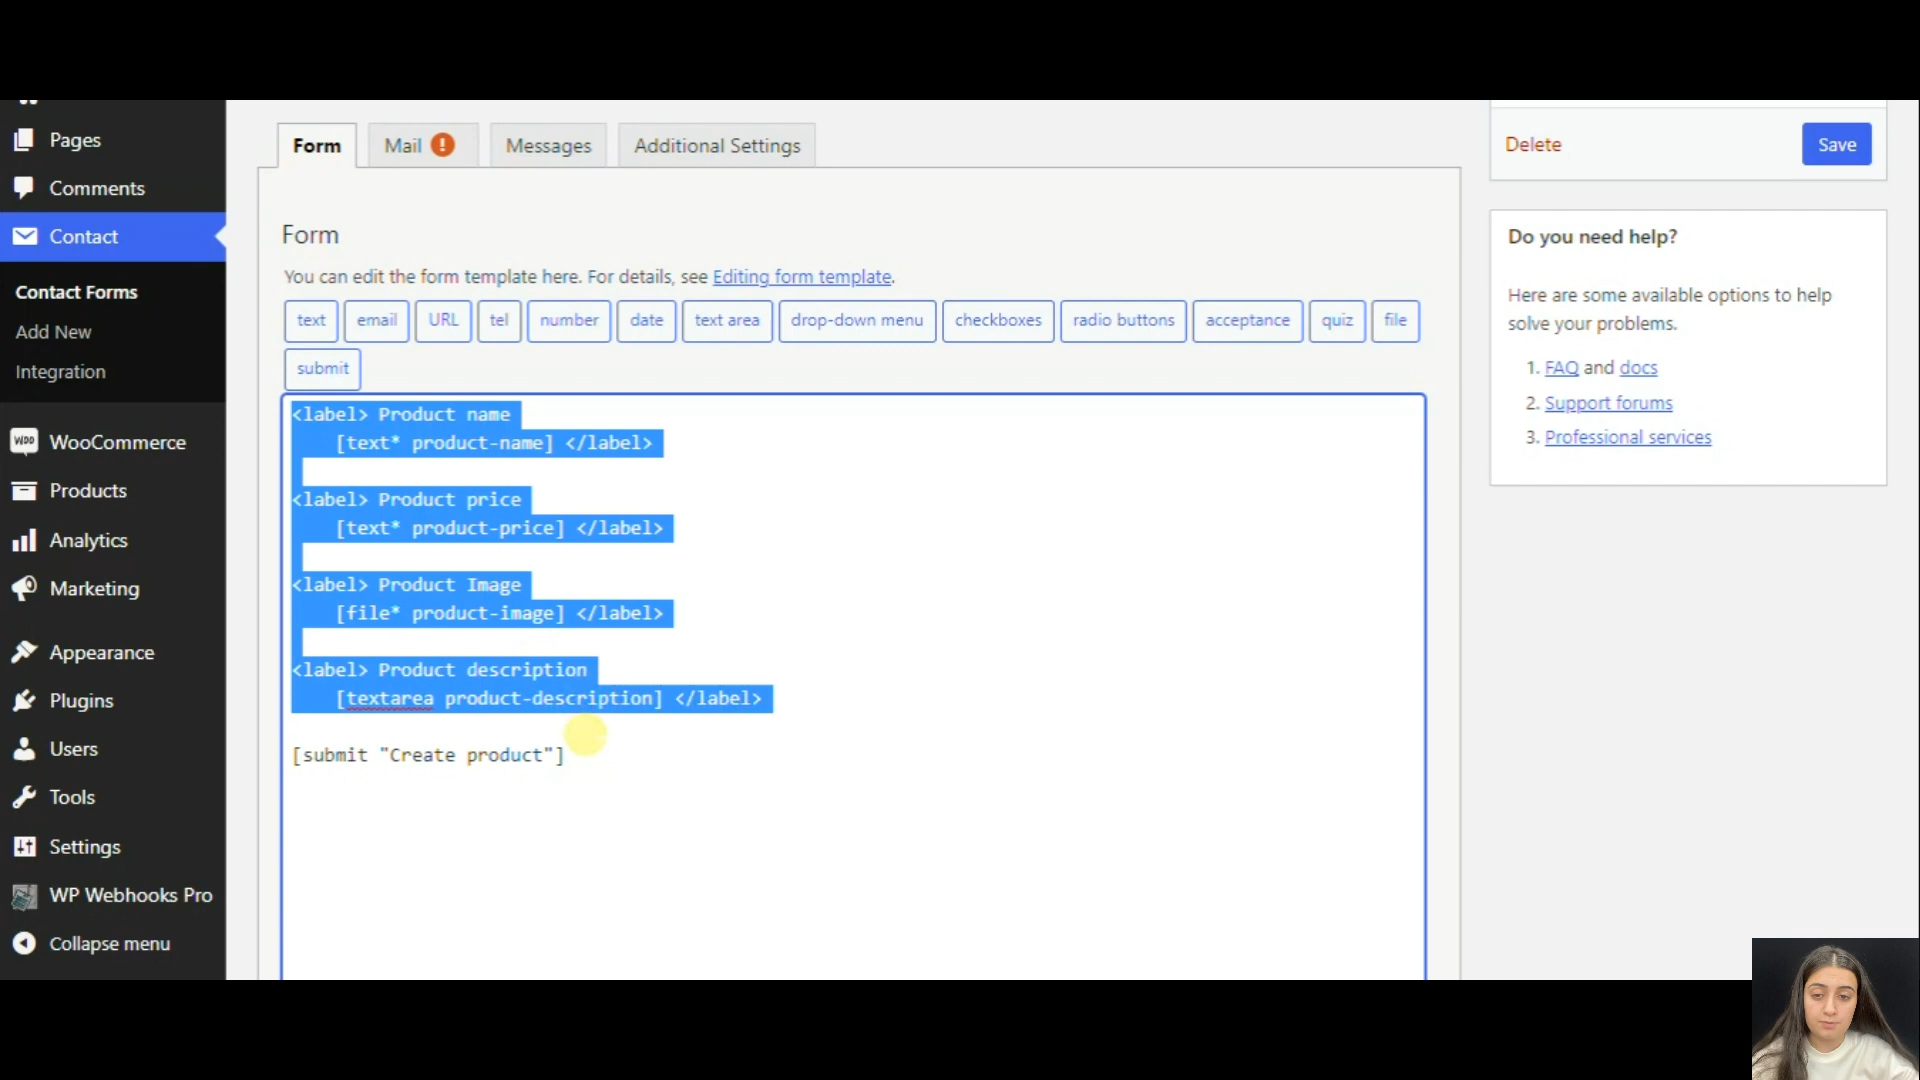 Pages
Comments
Contact
Contact Forms
Add New
Integration
WOO WooCommerce
Products
Analytics
Marketing
Appearance
Plugins
Users
Tools
Settings
WP Webhooks Pro
Collapse menu
Form Mail ! Messages Additional Settings
Form
You can edit the form template here. For details, see Editing form template.
text email URL tel number date text area drop-down menu checkboxes radio buttons acceptance quiz file
submit
<label> Product name
[text* product-name] </label>
<label> Product price
[text* product-price] </label>
<label> Product Image
[file* product-image] </label>
<label> Product description
[textarea product-description] </label>
[submit "Create product"]
Delete Save
Do you need help?
Here are some available options to help
solve your problems.
1. FAQ and docs
2. Support forums
3. Professional services